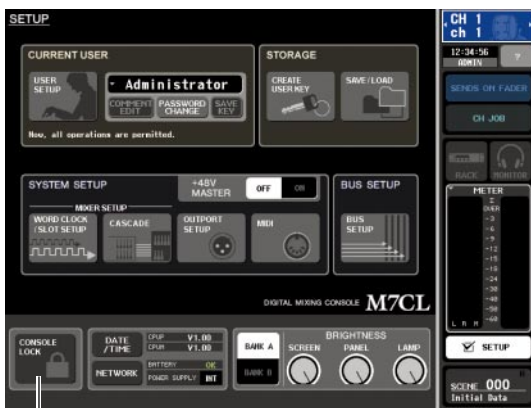 SETUP
CURRENT USER
USER SETUP
Administrator
COMMENT EDIT
PASSWORD CHANGE
SAVE KEY
Now, all operations are permitted.
STORAGE
CREATE USER KEY
SAVE/LOAD
SYSTEM SETUP
+48V MASTER
OFF
ON
MIXER SETUP
WORD CLOCK /SLOT SETUP
CASCADE
OUTPORT SETUP
MIDI
BUS SETUP
BUS SETUP
DIGITAL MIXING CONSOLE M7CL
CONSOLE LOCK
DATE /TIME
CPUP V1.00
CPUM V1.00
NETWORK
BATTERY OK
POWER SUPPLY INT
BANK A
BANK B
BRIGHTNESS
SCREEN
PANEL
LAMP
CH 1
ch 1
12:34:56
ADMIN
?
SENDS ON FADER
CH JOB
RACK
MONITOR
METER
Σ
OVER
-3
-6
-9
-12
-15
-18
-24
-30
-40
-50
-60
L R M
SETUP
SCENE 000
R
Initial Data